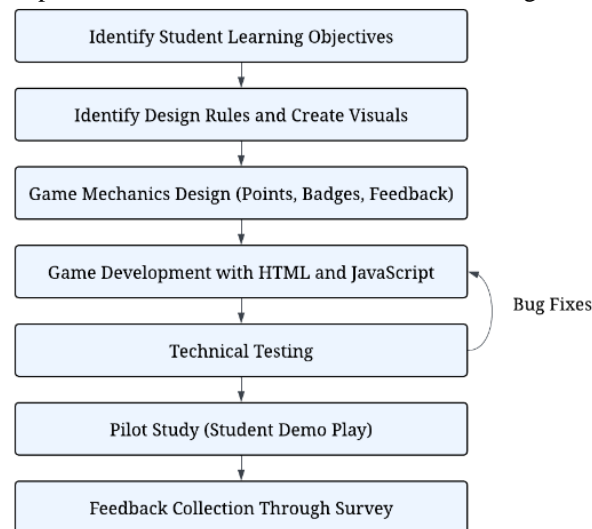 Identify Student Learning Objectives
Identify Design Rules and Create Visuals
Game Mechanics Design (Points, Badges, Feedback)
Game Development with HTML and JavaScript
Bug Fixes
Technical Testing
Pilot Study (Student Demo Play)
Feedback Collection Through Survey